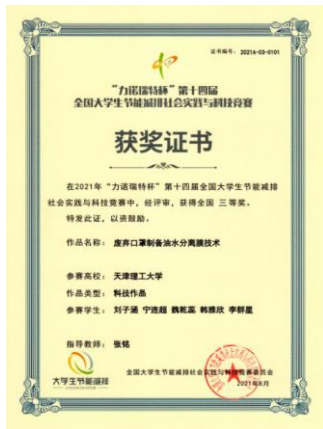 证书编号：2021A-03-0101
“力诺瑞特杯”第十四届
全国大学生节能减排社会实践与科技竞赛
获奖证书
在2021年“力诺瑞特杯”第十四届全国大学生节能减排
社会实践与科技竞赛中，经评审，获得全国 三等奖。
特发此证，以资鼓励。
作品名称：废弃口罩制备油水分离膜技术
参赛高校：天津理工大学
作品类型：科技作品
参赛学生：刘子涵 宁连超 魏乾蕊 韩雅欣 李群星
指导教师：张铭
大学生节能减排
全国大学生节能减排社会实践与科技竞赛委员会
2021年8月